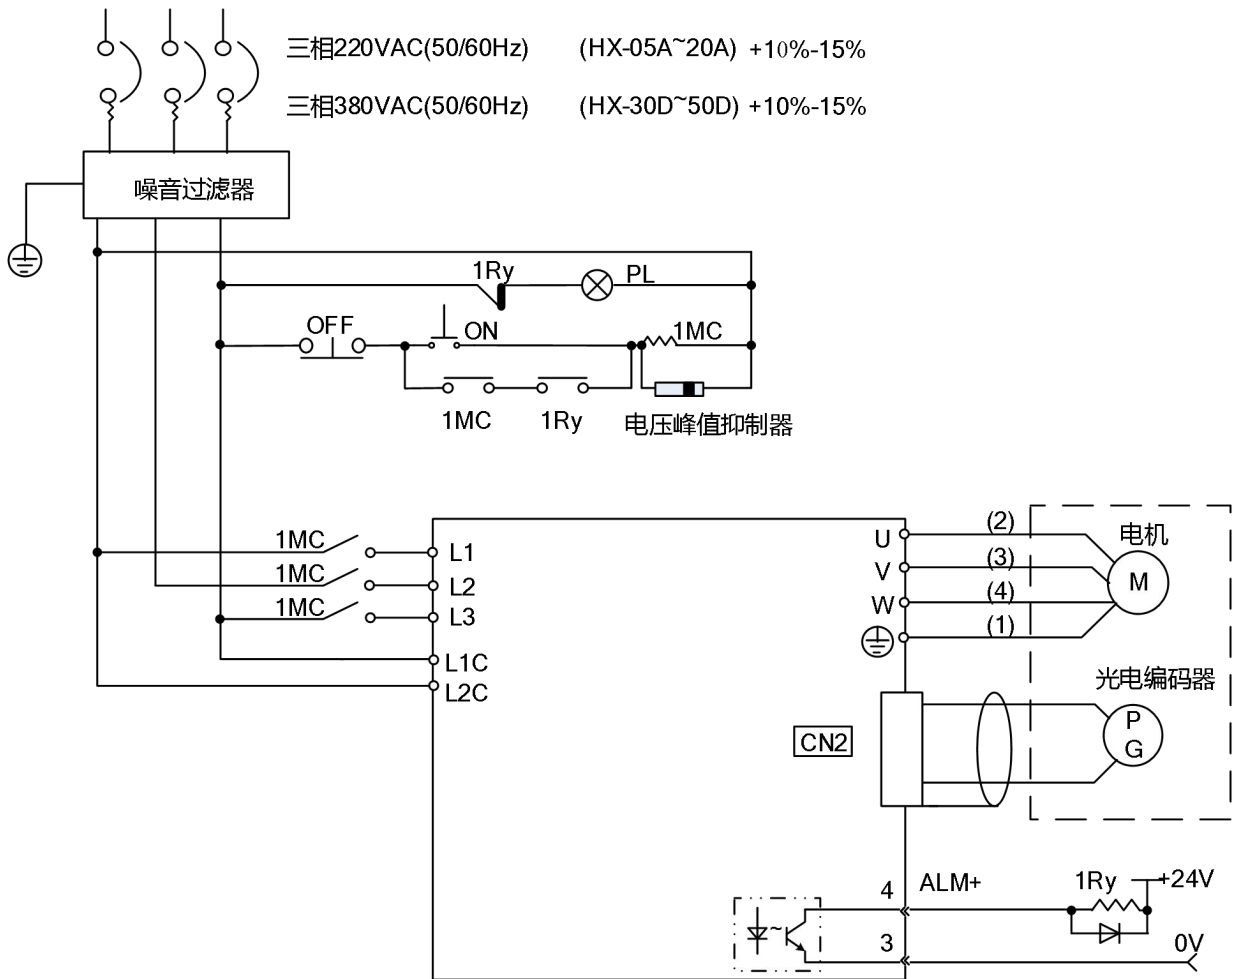 三相220VAC(50/60Hz) (HX-05A~20A) +10%-15%
三相380VAC(50/60Hz) (HX-30D~50D) +10%-15%
噪音过滤器
1Ry PL
OFF ON 1MC
1MC 1Ry 电压峰值抑制器
1MC L1
1MC L2
1MC L3
L1C
L2C
U (2) 电机
V (3) M
W (4)
(1)
光电编码器
CN2 P
G
4 ALM+ 1Ry +24V
3 0V